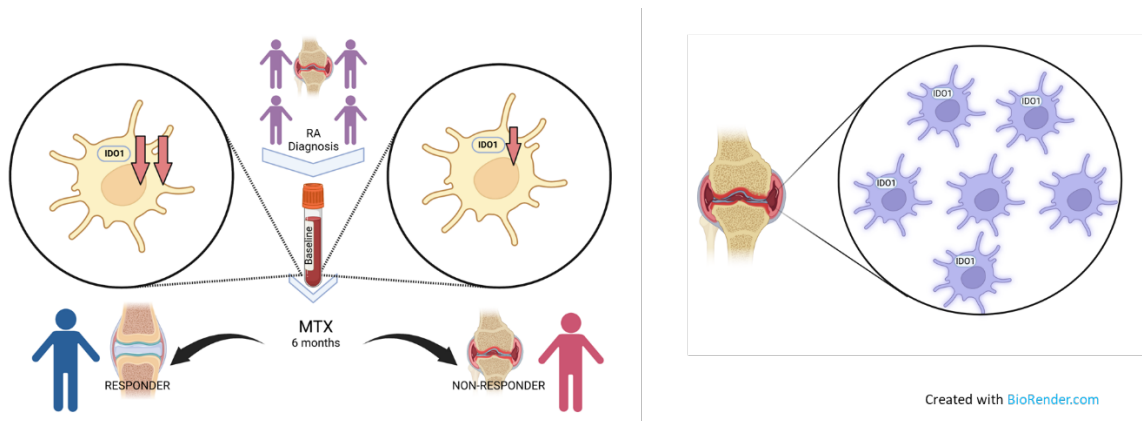 RA
Diagnosis
IDO1
IDO1
Baseline
MTX
6 months
RESPONDER
NON-RESPONDER
IDO1
IDO1
IDO1
IDO1
Created with BioRender.com